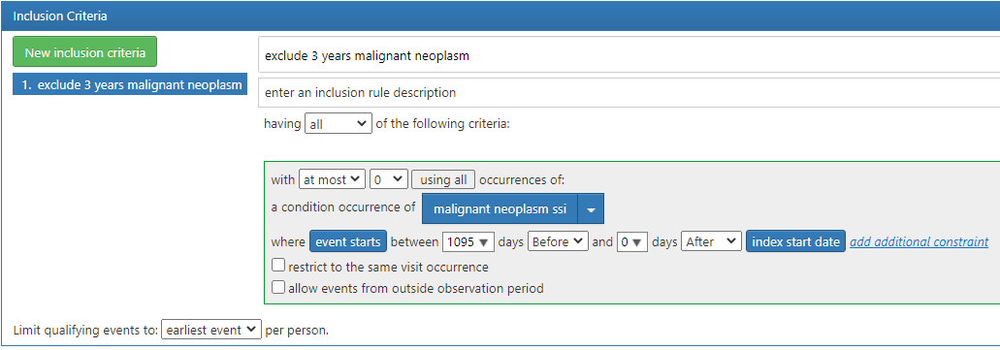 Inclusion Criteria
New inclusion criteria
1. exclude 3 years malignant neoplasm
exclude 3 years malignant neoplasm
enter an inclusion rule description
having all of the following criteria:
with at most 0 using all occurrences of:
a condition occurrence of malignant neoplasm ssi
where event starts between 1095 days Before and 0 days After index start date add additional constraint
restrict to the same visit occurrence
allow events from outside observation period
Limit qualifying events to: earliest event per person.